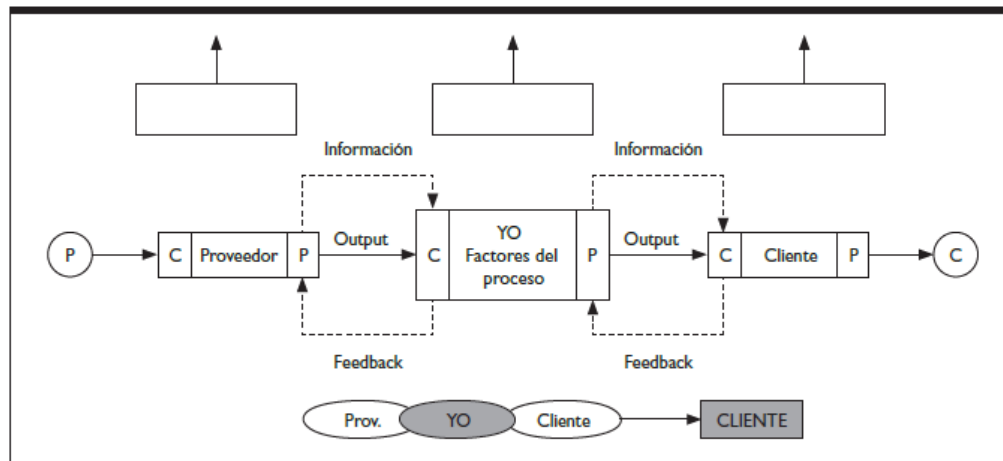 Información
Información
P
C
Proveedor
P
Output
C
YO
Factores del
proceso
P
Output
C
Cliente
P
C
Feedback
Feedback
Prov.
YO
Cliente
CLIENTE